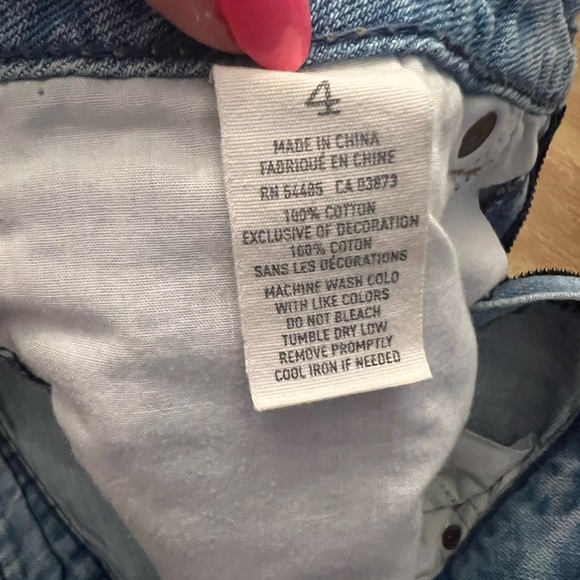 4
MADE IN CHINA
FABRIQUÉ EN CHINE
RN 54485 CA 03873
100% COTTON
EXCLUSIVE OF DECORATION
100% COTON
SANS LES DÉCORATIONS
MACHINE WASH COLD
WITH LIKE COLORS
DO NOT BLEACH
TUMBLE DRY LOW
REMOVE PROMPTLY
COOL IRON IF NEEDED